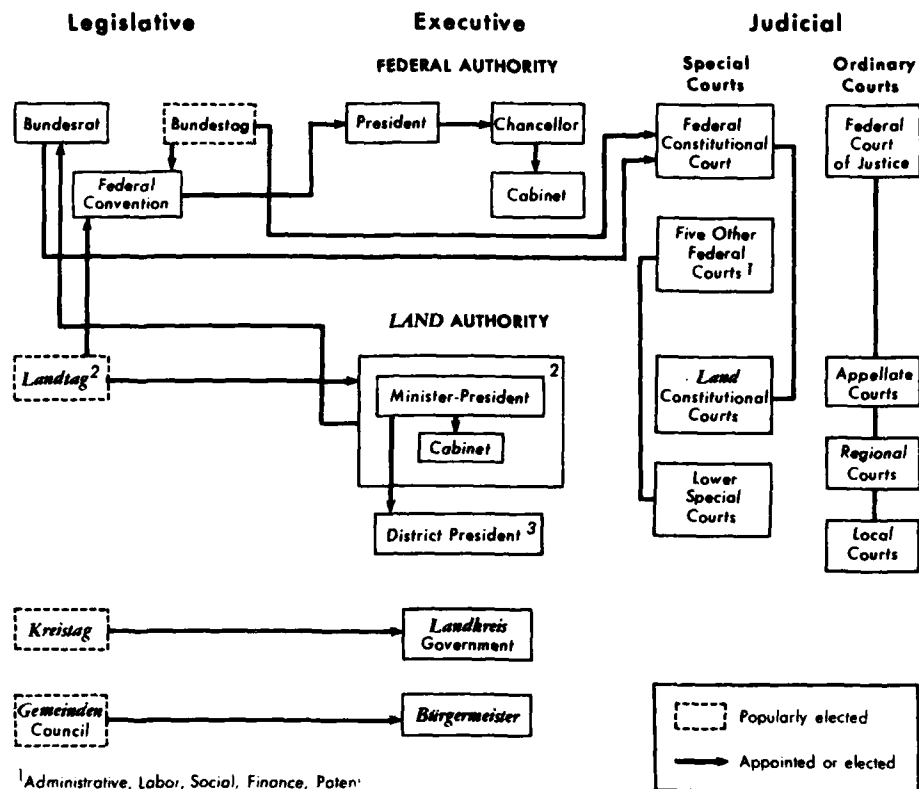 Legislative
Executive
Judicial
FEDERAL AUTHORITY
Special
Courts
Ordinary
Courts
Bundesrat
Bundestag
President
Chancellor
Federal
Constitutional
Court
Federal
Court
of Justice
Federal
Convention
Cabinet
Five Other
Federal
Courts 1
LAND AUTHORITY
Landtag 2
2
Minister-President
Cabinet
Land
Constitutional
Courts
Appellate
Courts
Regional
Courts
Lower
Special
Courts
District President 3
Local
Courts
Kreistag
Landkreis
Government
Gemeinden
Council
Bürgermeister
Popularly elected
Appointed or elected
1 Administrative, Labor, Social, Finance,